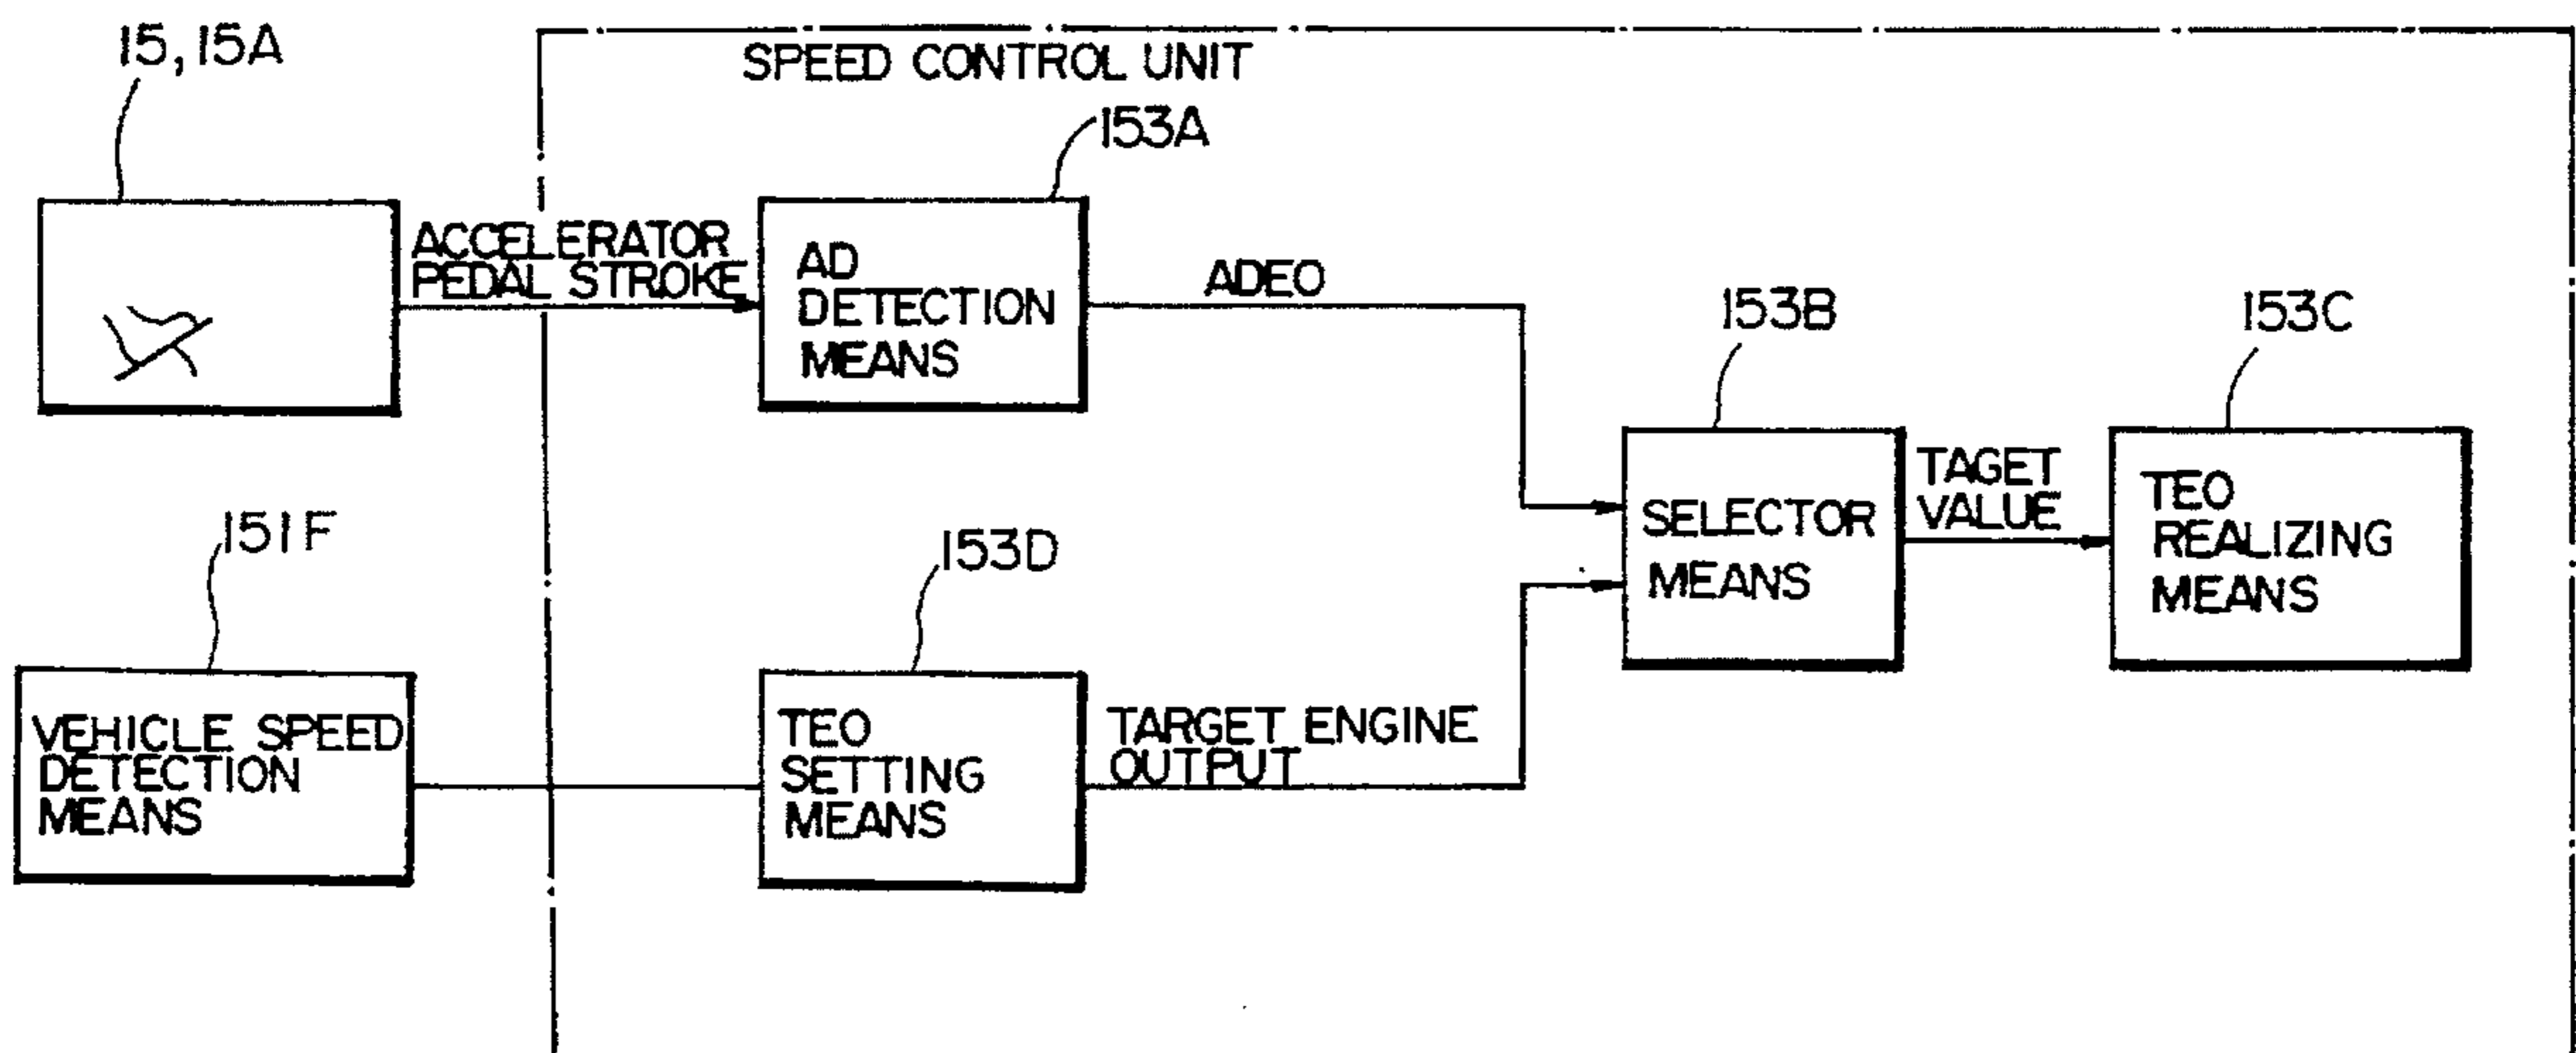 15, 15A
SPEED CONTROL UNIT
153A
ACCELERATOR
PEDAL STROKE
AD
DETECTION
MEANS
ADEO
153B
153C
SELECTOR
MEANS
TAGET
VALUE
TEO
REALIZING
MEANS
151F
153D
VEHICLE SPEED
DETECTION
MEANS
TEO
SETTING
MEANS
TARGET ENGINE
OUTPUT